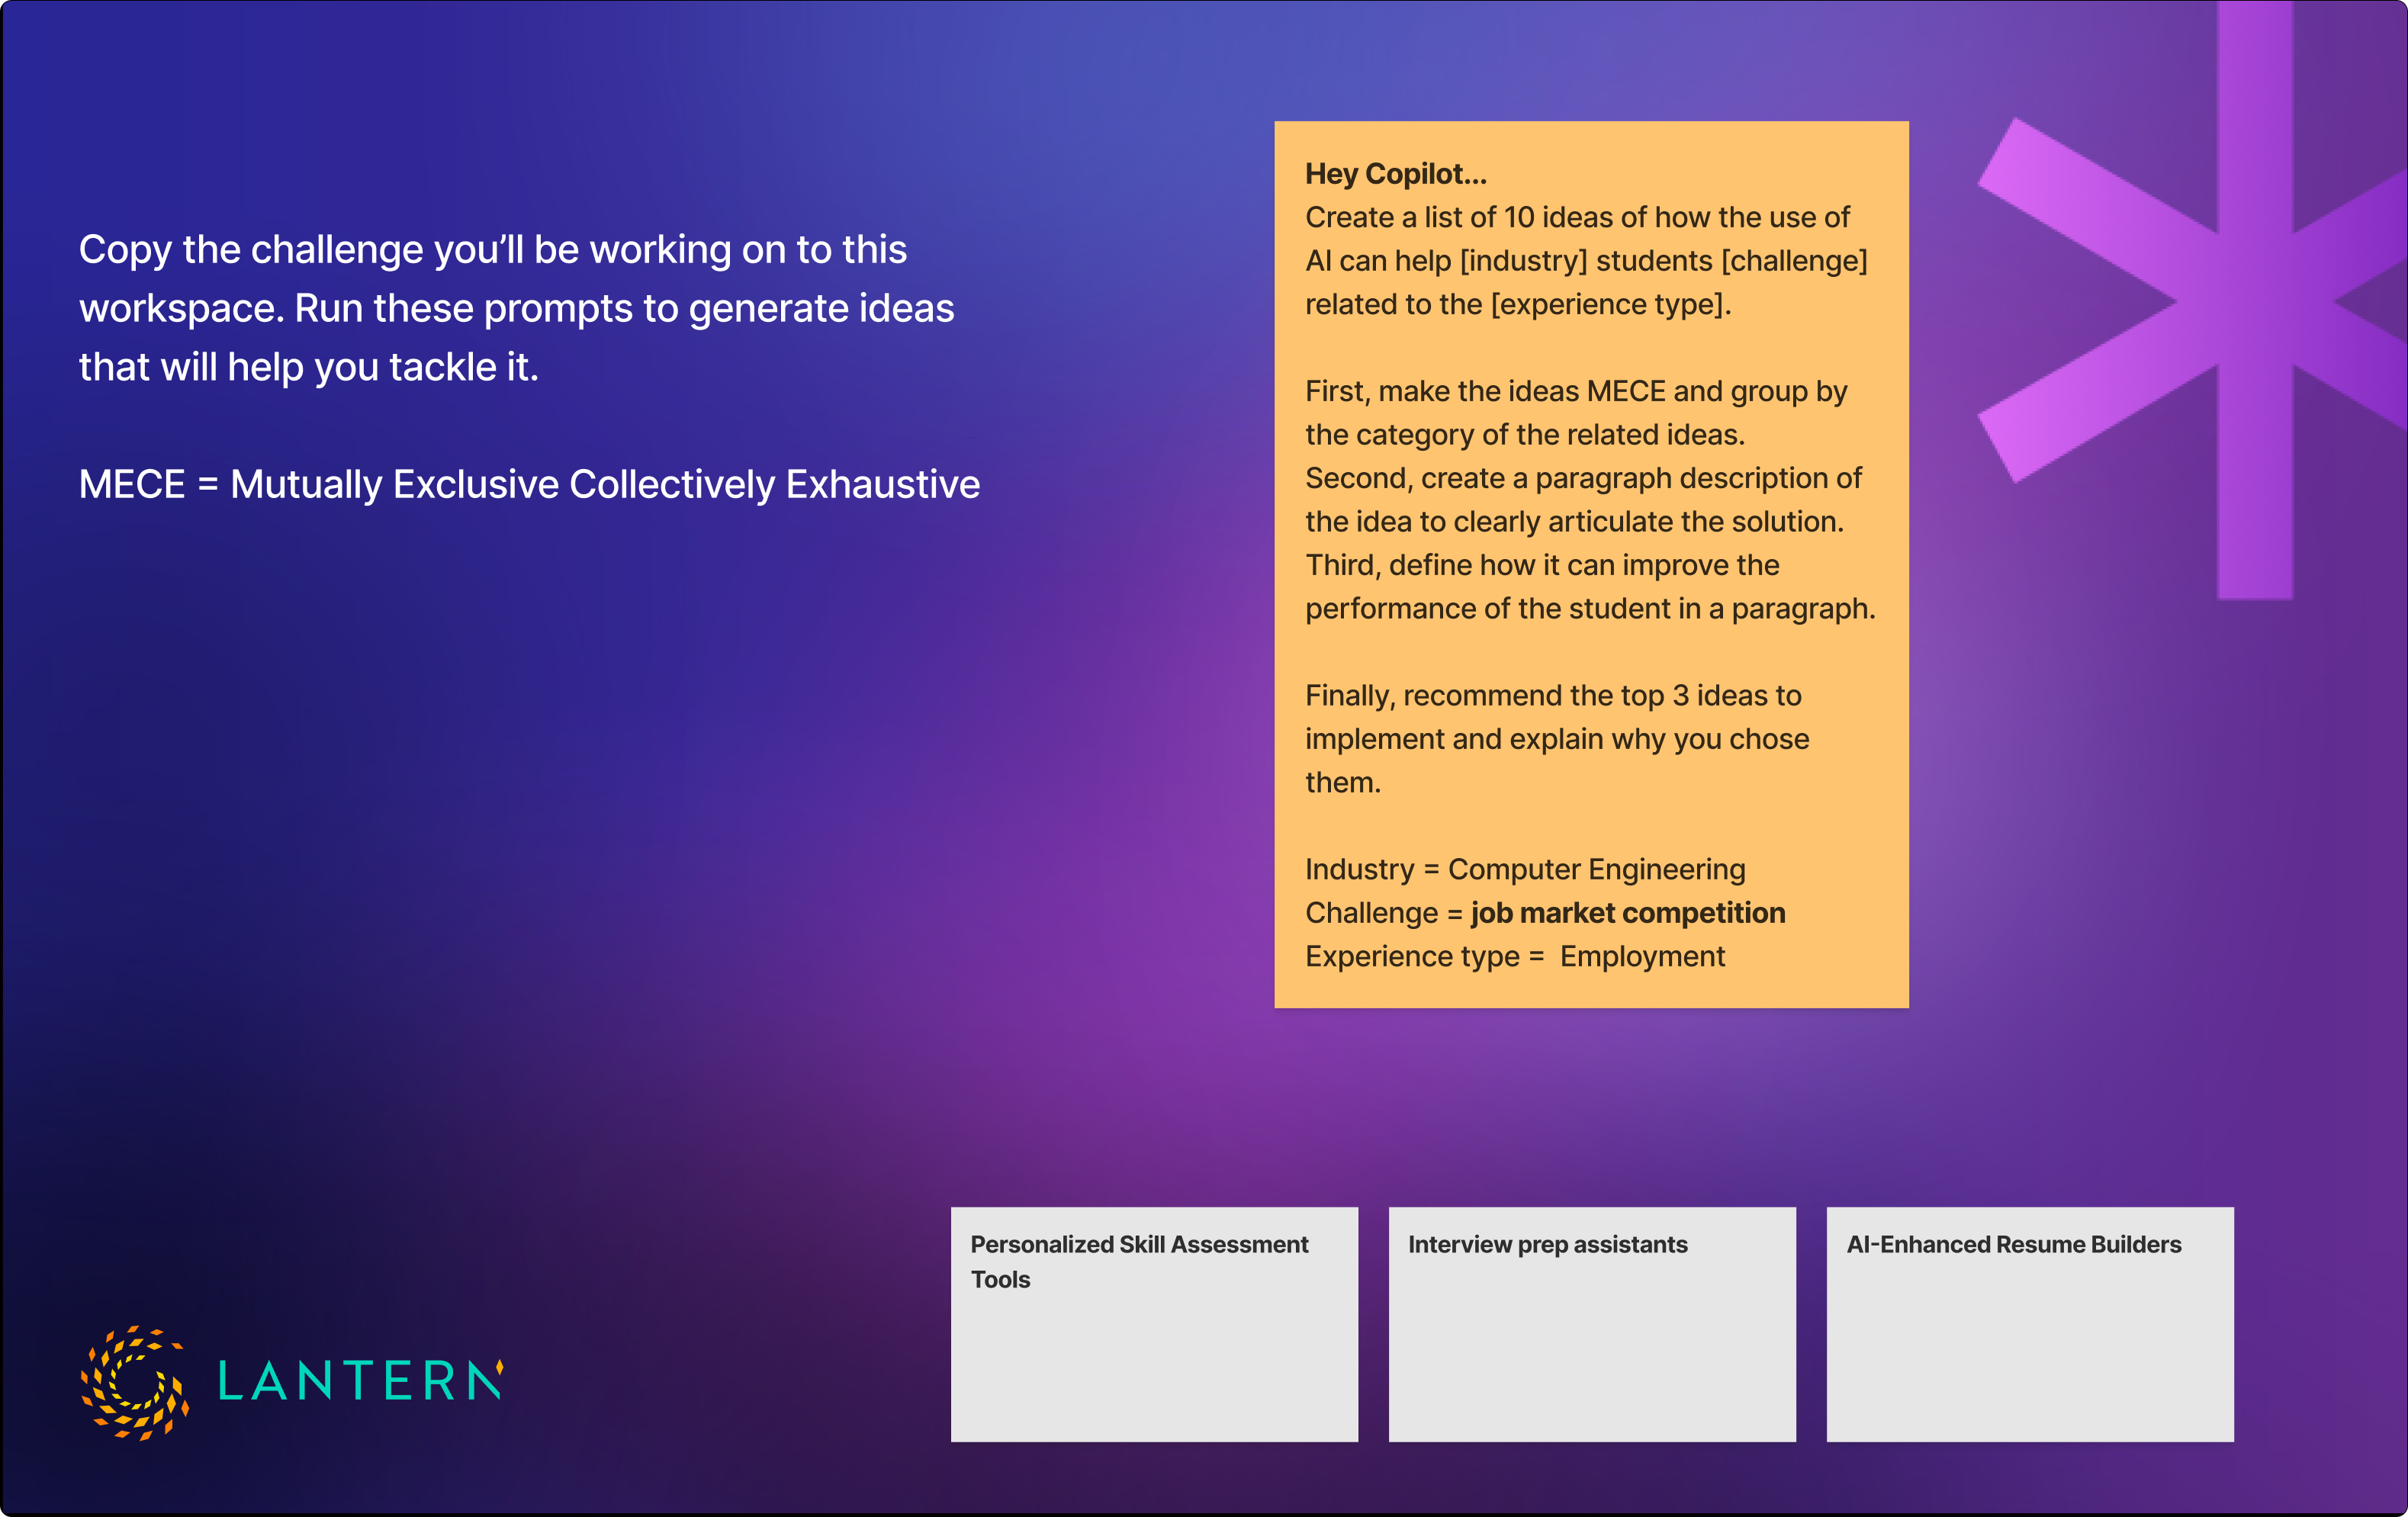 Copy the challenge you’ll be working on to this
workspace. Run these prompts to generate ideas
that will help you tackle it.
MECE = Mutually Exclusive Collectively Exhaustive
Hey Copilot...
Create a list of 10 ideas of how the use of
AI can help [industry] students [challenge]
related to the [experience type].
First, make the ideas MECE and group by
the category of the related ideas.
Second, create a paragraph description of
the idea to clearly articulate the solution.
Third, define how it can improve the
performance of the student in a paragraph.
Finally, recommend the top 3 ideas to
implement and explain why you chose
them.
Industry = Computer Engineering
Challenge = job market competition
Experience type =  Employment
Personalized Skill Assessment
Tools
Interview prep assistants
AI-Enhanced Resume Builders
LANTERN